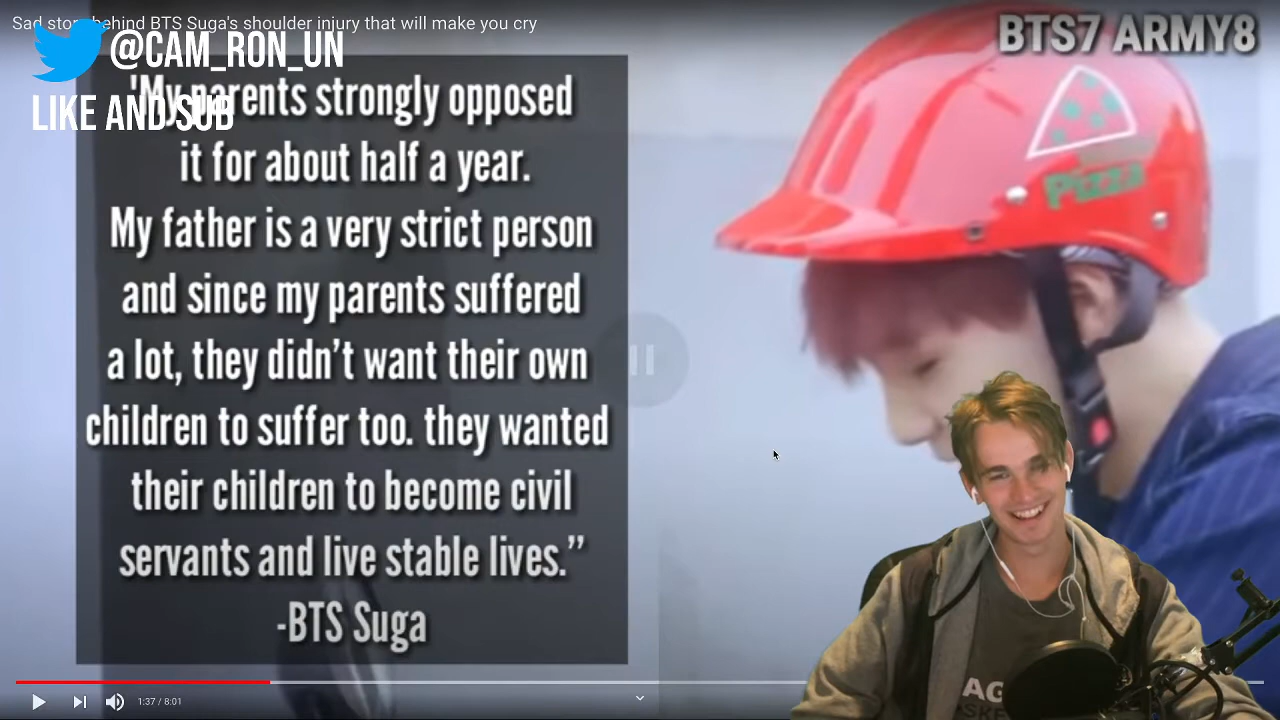 Sad story behind BTS Suga's shoulder injury that will make you cry
BTS7 ARMY8
@CAM_RON_UN
LIKE AND SUB
"My parents strongly opposed
it for about half a year.
My father is a very strict person
and since my parents suffered
a lot, they didn't want their own
children to suffer too. they wanted
their children to become civil
servants and live stable lives."
-BTS Suga
Pizza
AG
1:37 / 8:01